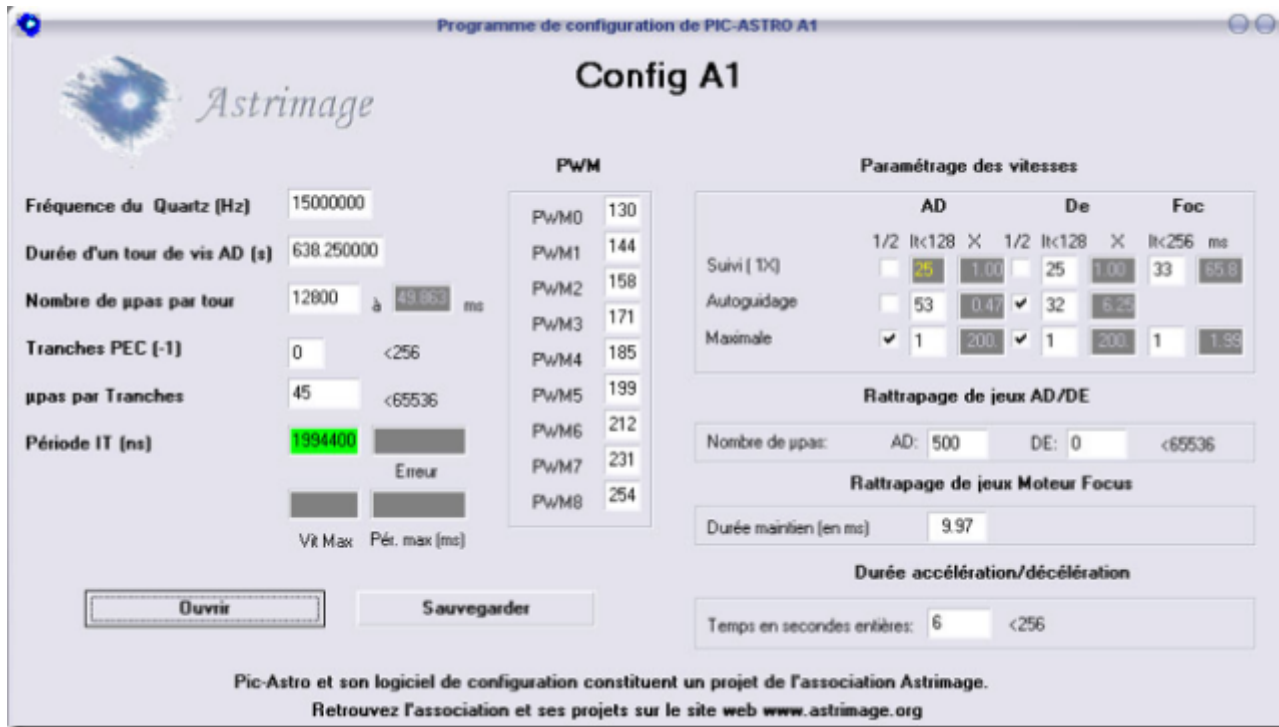 Programme de configuration de PIC-ASTRO A1
Config A1
Astrimage
Fréquence du Quartz (Hz) 15000000
Durée d'un tour de vis AD (s) 638.250000
Nombre de µpas par tour 12800 à 49.863 ms
Tranches PEC (-1) 0 <256
µpas par Tranches 45 <65536
Période IT (ns) 1994400
Erreur
Vit Max Pér. max (ms)
Ouvrir Sauvegarder
PWM
PWM0 130
PWM1 144
PWM2 158
PWM3 171
PWM4 185
PWM5 199
PWM6 212
PWM7 231
PWM8 254
Paramétrage des vitesses
AD De Foc
1/2 It<128 X 1/2 It<128 X It<256 ms
Suivi ( 1X) 25 1.00 25 1.00 33 65.8
Autoguidage 53 0.47 32 6.25
Maximale 1 200. 1 200. 1 1.99
Rattrapage de jeux AD/DE
Nombre de µpas: AD: 500 DE: 0 <65536
Rattrapage de jeux Moteur Focus
Durée maintien (en ms) 9.97
Durée accélération/décélération
Temps en secondes entières: 6 <256
Pic-Astro et son logiciel de configuration constituent un projet de l'association Astrimage.
Retrouvez l'association et ses projets sur le site web www.astrimage.org